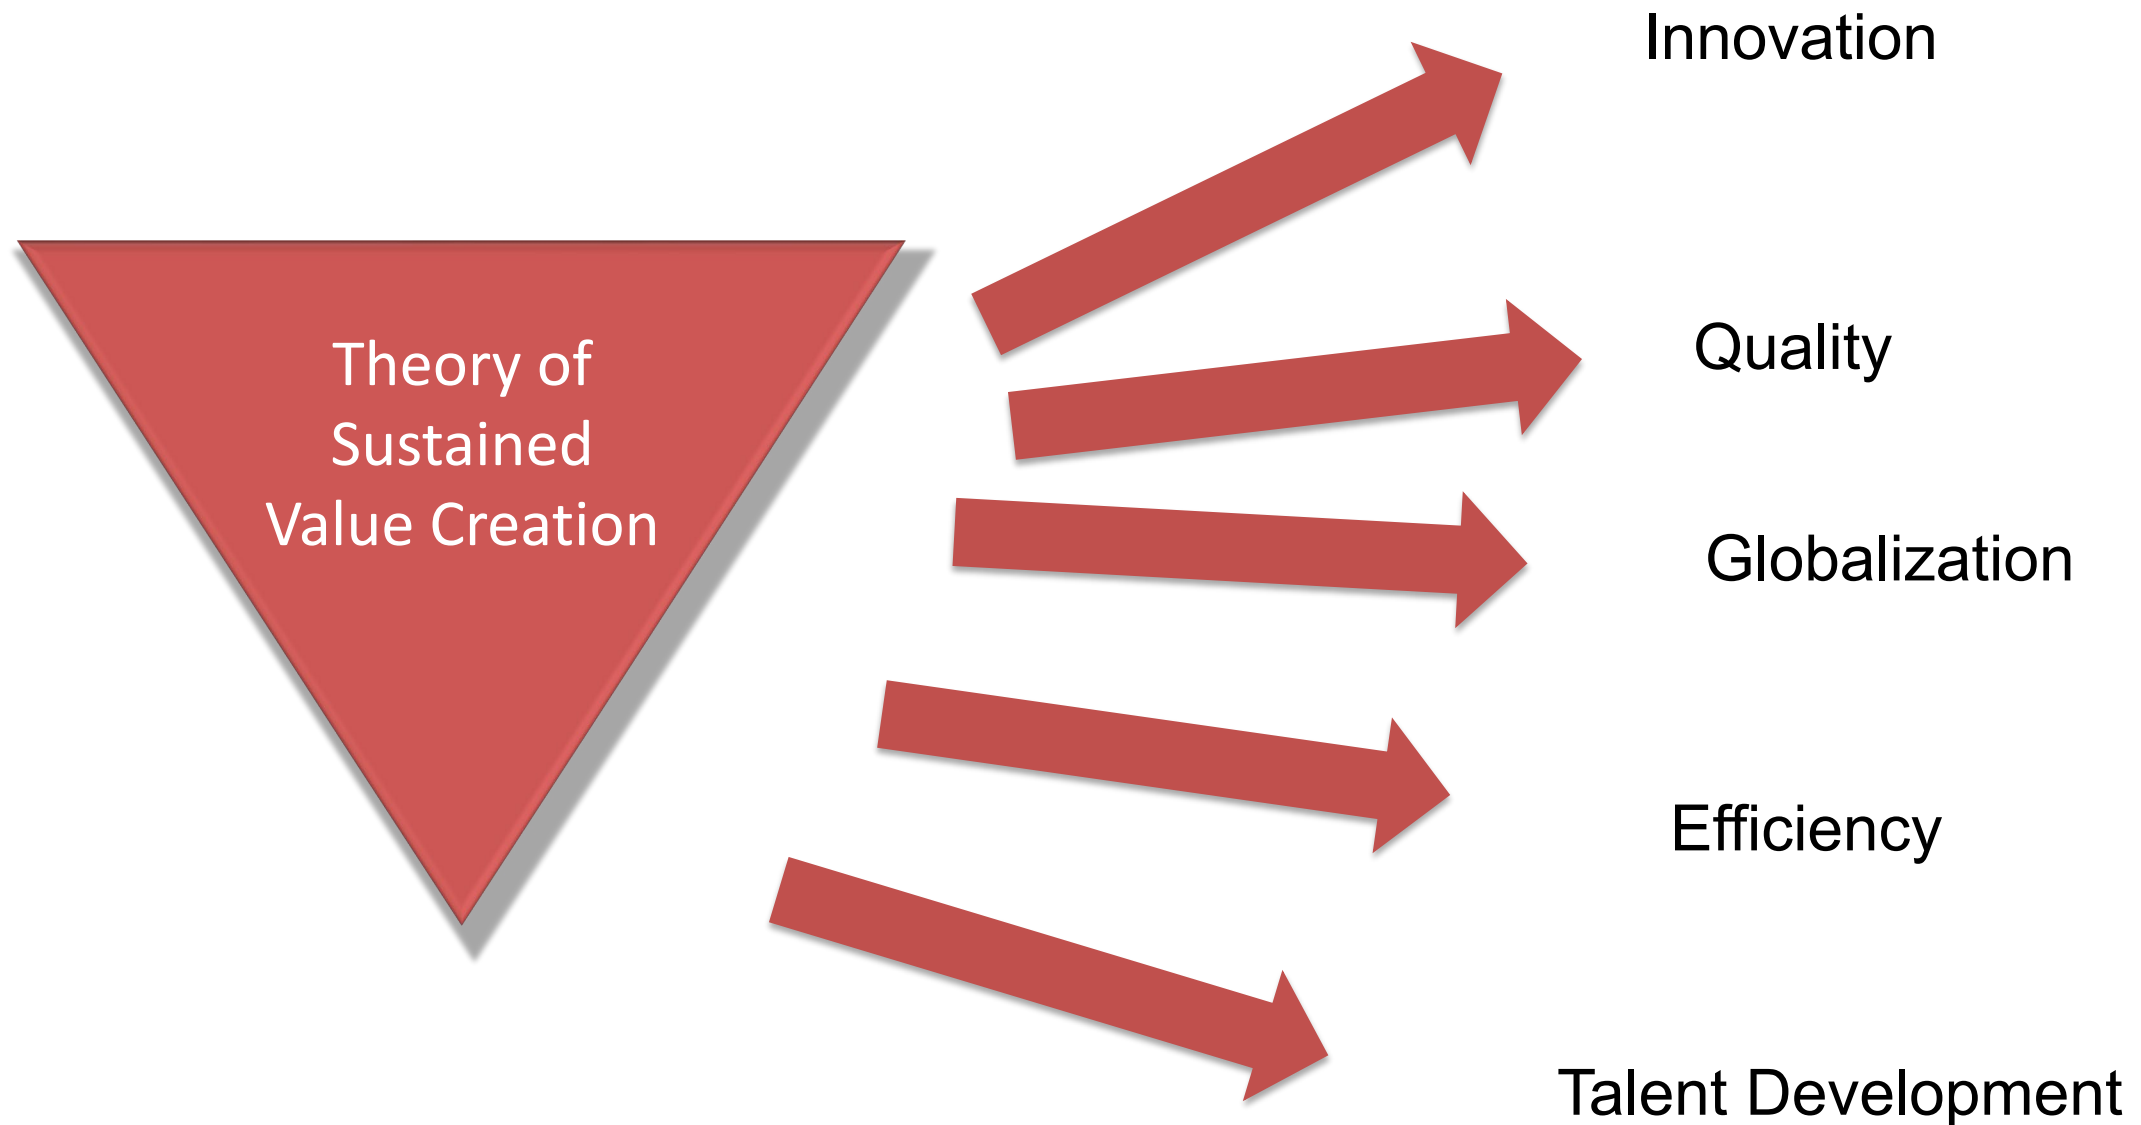 Innovation
Theory of
Sustained
Value Creation
Quality
Globalization
Efficiency
Talent Development